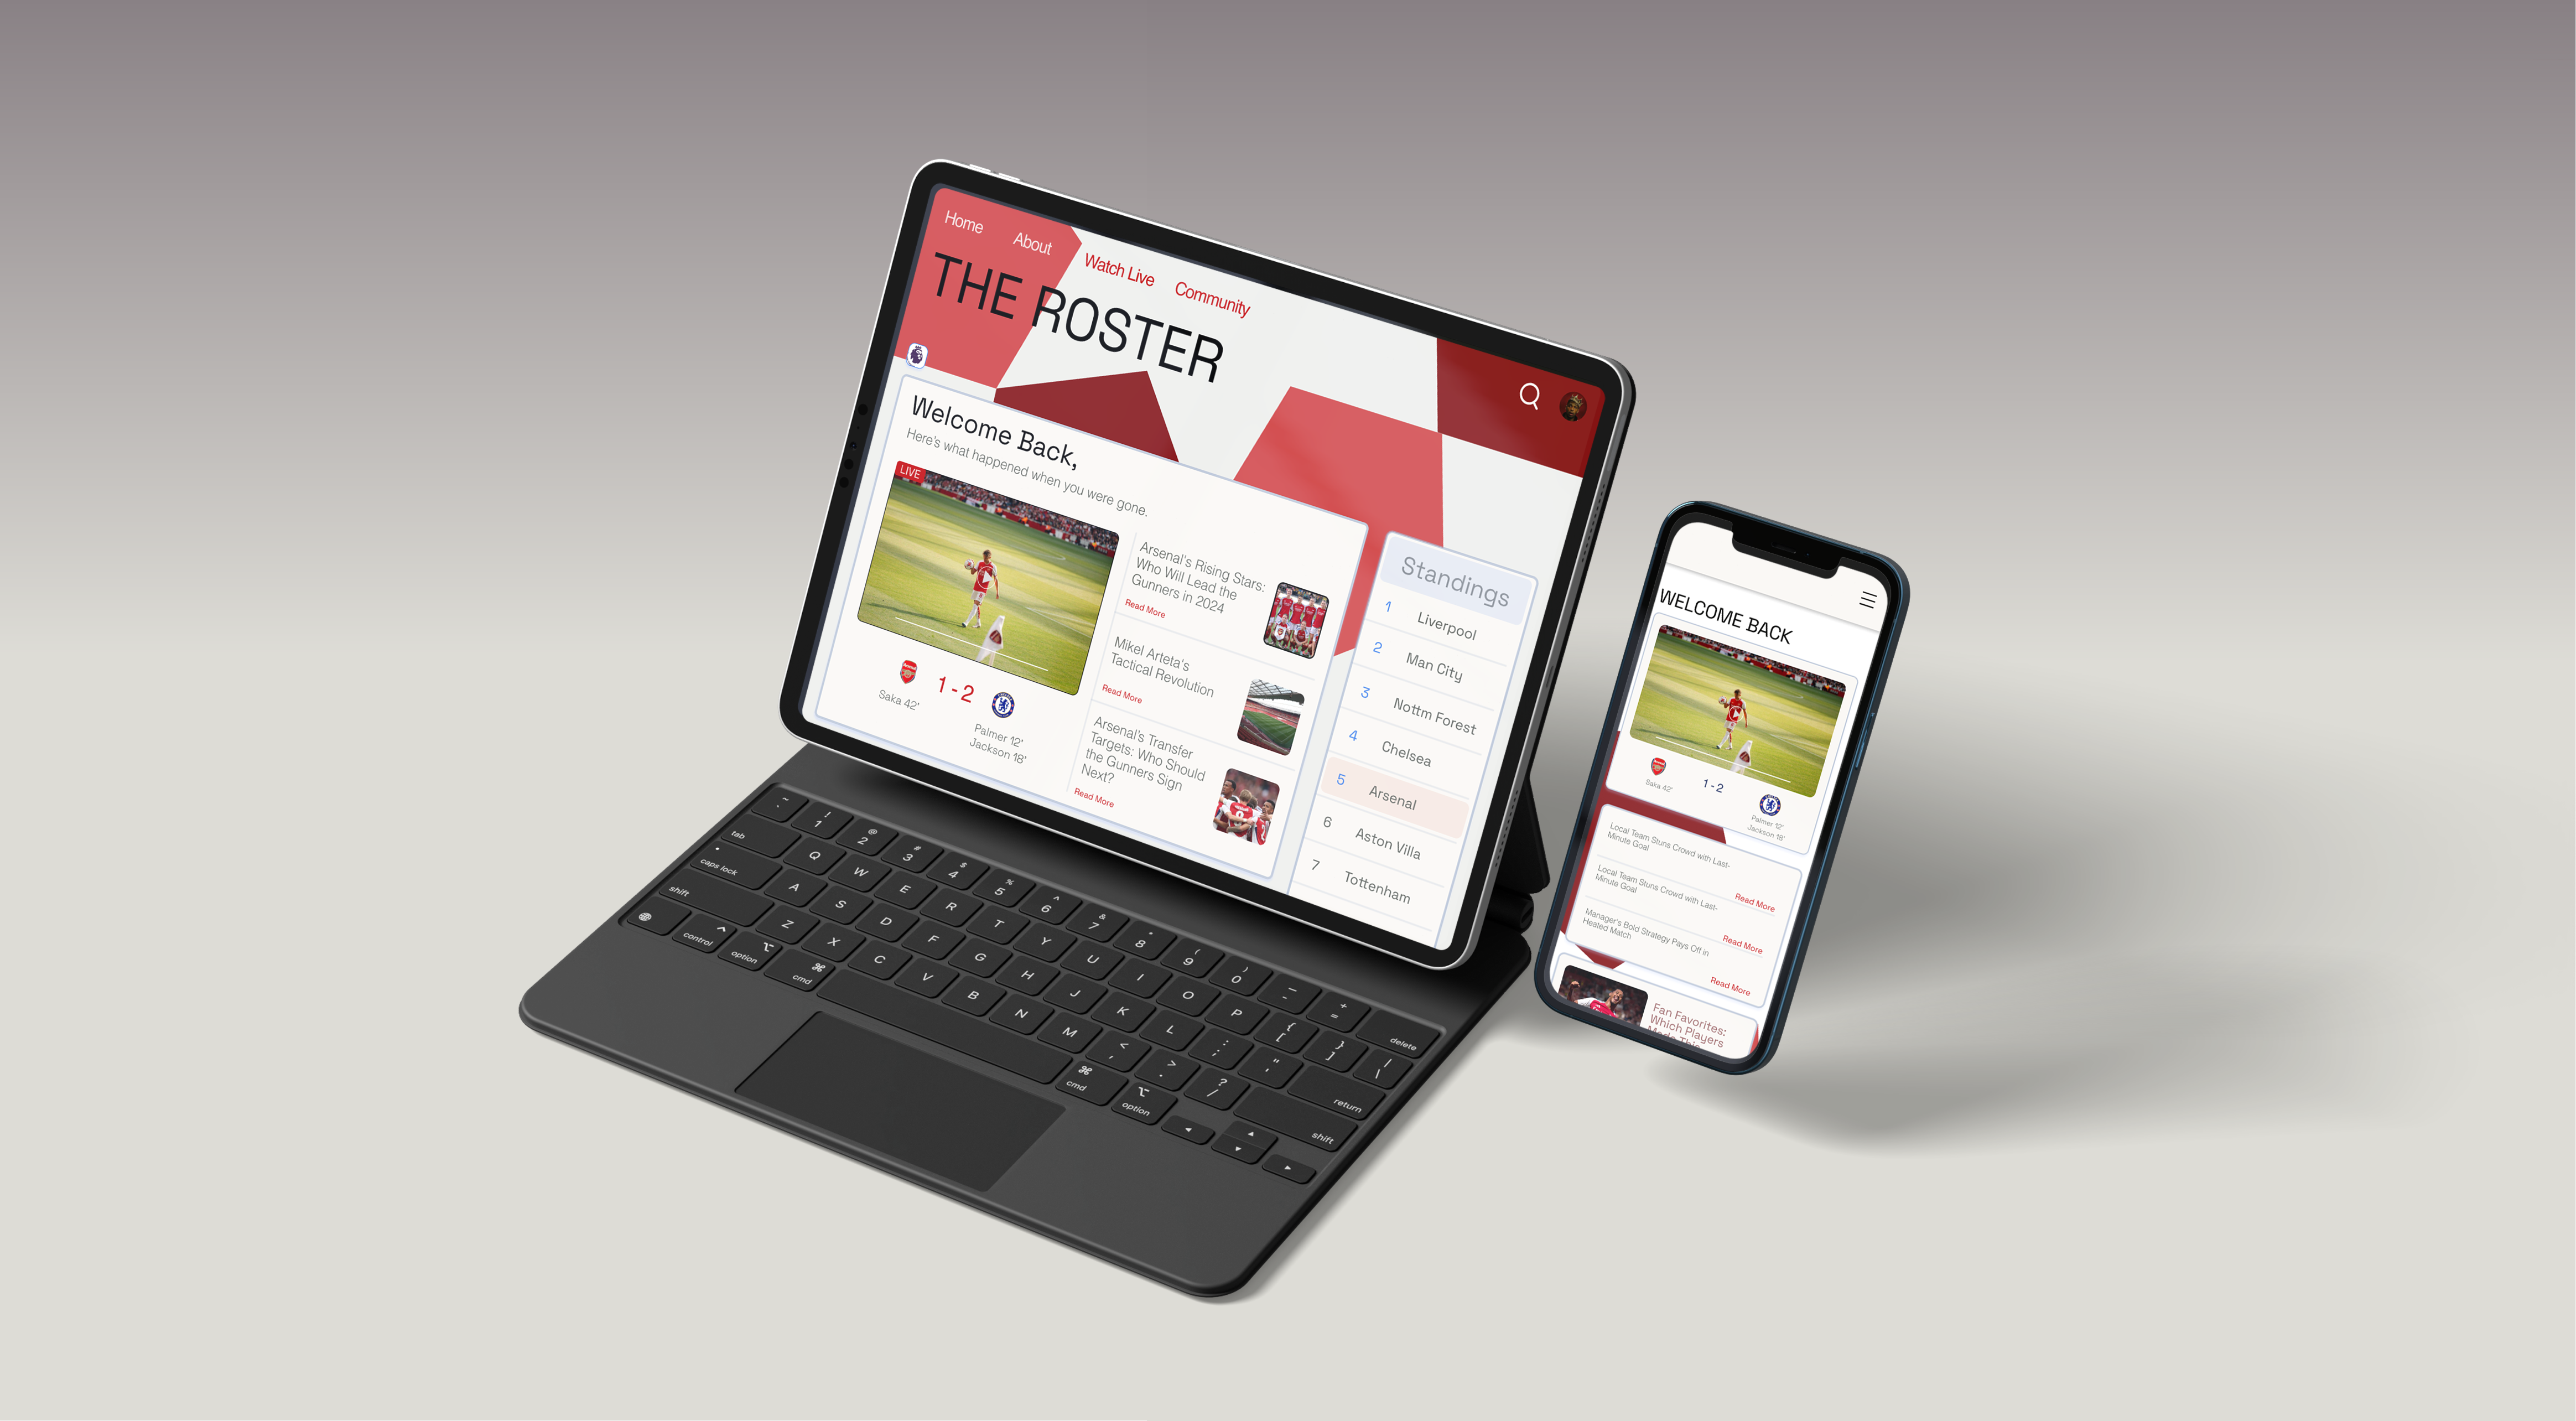 Home About Watch Live Community
THE ROSTER
Welcome Back,
Here's what happened when you were gone.
LIVE
1 - 2
Saka 42'
Palmer 12'
Jackson 18'
Arsenal's Rising Stars:
Who Will Lead the
Gunners in 2024
Read More
Mikel Arteta's
Tactical Revolution
Read More
Arsenal's Transfer
Targets: Who Should
the Gunners Sign
Next?
Read More
Standings
1 Liverpool
2 Man City
3 Nottm Forest
4 Chelsea
5 Arsenal
6 Aston Villa
7 Tottenham
WELCOME BACK
1 - 2
Saka 42'
Palmer 12'
Jackson 18'
Local Team Stuns Crowd with Last-
Minute Goal
Read More
Local Team Stuns Crowd with Last-
Minute Goal
Read More
Manager's Bold Strategy Pays Off in
Heated Match
Read More
Fan Favorites:
Which Players
Made This
~ ! @ # $ % ^ & * ( ) — +
` 1 2 3 4 5 6 7 8 9 0 - = delete
tab Q W E R T Y U I O P { [ } ] | \
caps lock A S D F G H J K L : ; " ' return
shift Z X C V B N M < , > . ? / shift
control ^ option ⌥ cmd ⌘ cmd ⌘ option ⌥ ◄ ▲ ▼ ►